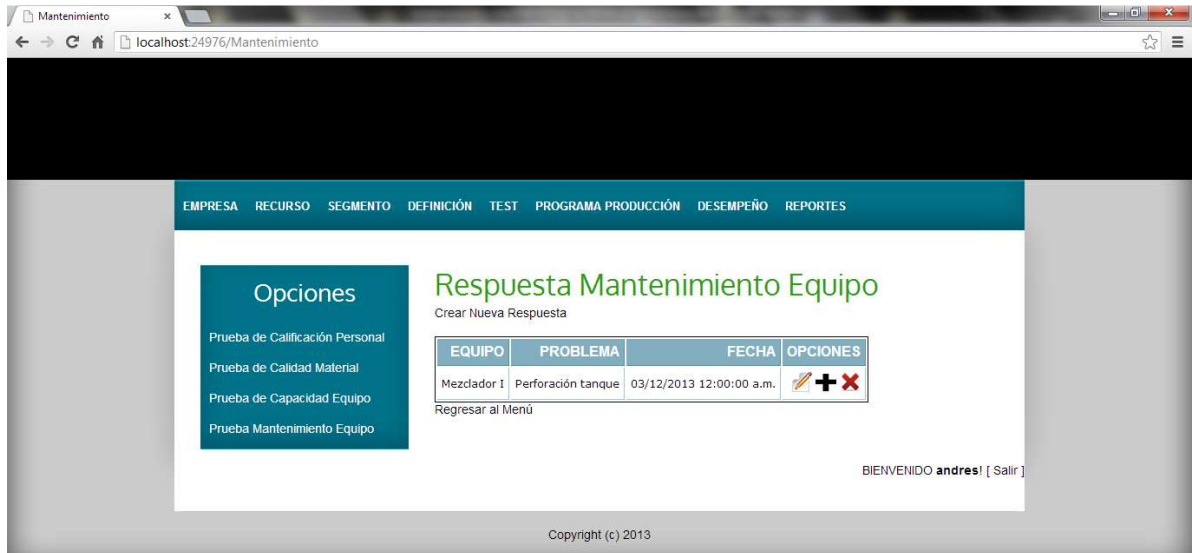 Mantenimiento
localhost:24976/Mantenimiento
EMPRESA RECURSO SEGMENTO DEFINICIÓN TEST PROGRAMA PRODUCCIÓN DESEMPEÑO REPORTES
Opciones
Prueba de Calificación Personal
Prueba de Calidad Material
Prueba de Capacidad Equipo
Prueba Mantenimiento Equipo
Respuesta Mantenimiento Equipo
Crear Nueva Respuesta
EQUIPO PROBLEMA FECHA OPCIONES
Mezclador I Perforación tanque 03/12/2013 12:00:00 a.m.
Regresar al Menú
BIENVENIDO andres! [ Salir ]
Copyright (c) 2013